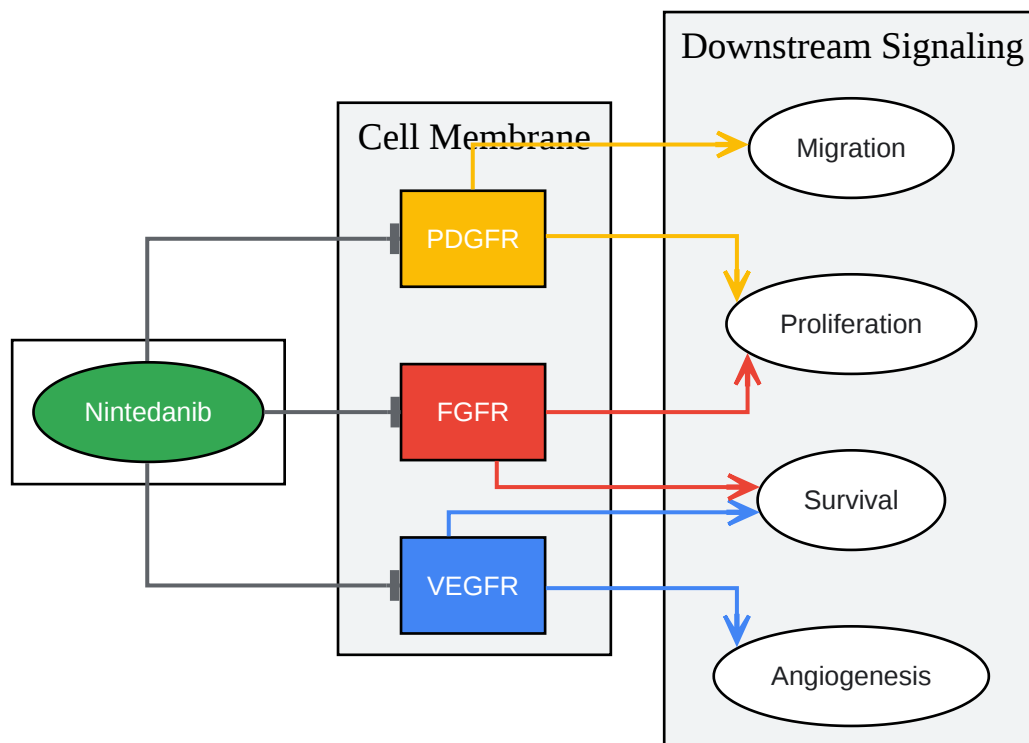 Downstream Signaling
Cell Membrane
Migration
PDGFR
Proliferation
Nintedanib
FGFR
Survival
VEGFR
Angiogenesis